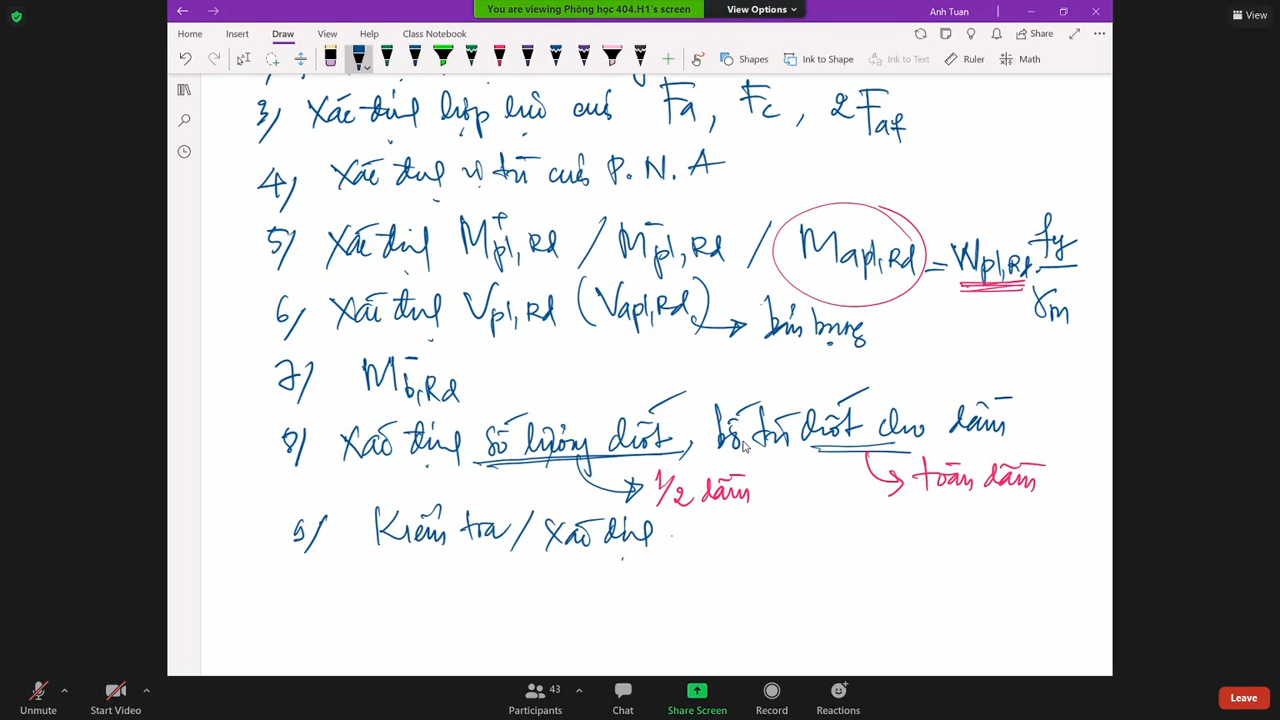 You are viewing Phòng học 404.H1's screen
View Options
View
Anh Tuan
Home Insert Draw View Help Class Notebook
Share
Shapes Ink to Shape Ink to Text Ruler Math
3) Xác định hợp lực của Fa, Fc, 2Faf
4) Xác định vị trí của P.N.A
5) Xác định M+pl,Rd / M-pl,Rd / Mapl,Rd = Wpl,Rd. fy/γm
6) Xác định Vpl,Rd (Vapl,Rd) → bản bụng
7) M-b,Rd
8) Xác định số lượng đinh, bố trí đinh cho dầm
→ 1/2 dầm → toàn dầm
9) Kiểm tra / Xác định
Unmute
Start Video
43
Participants
Chat
Share Screen
Record
Reactions
Leave